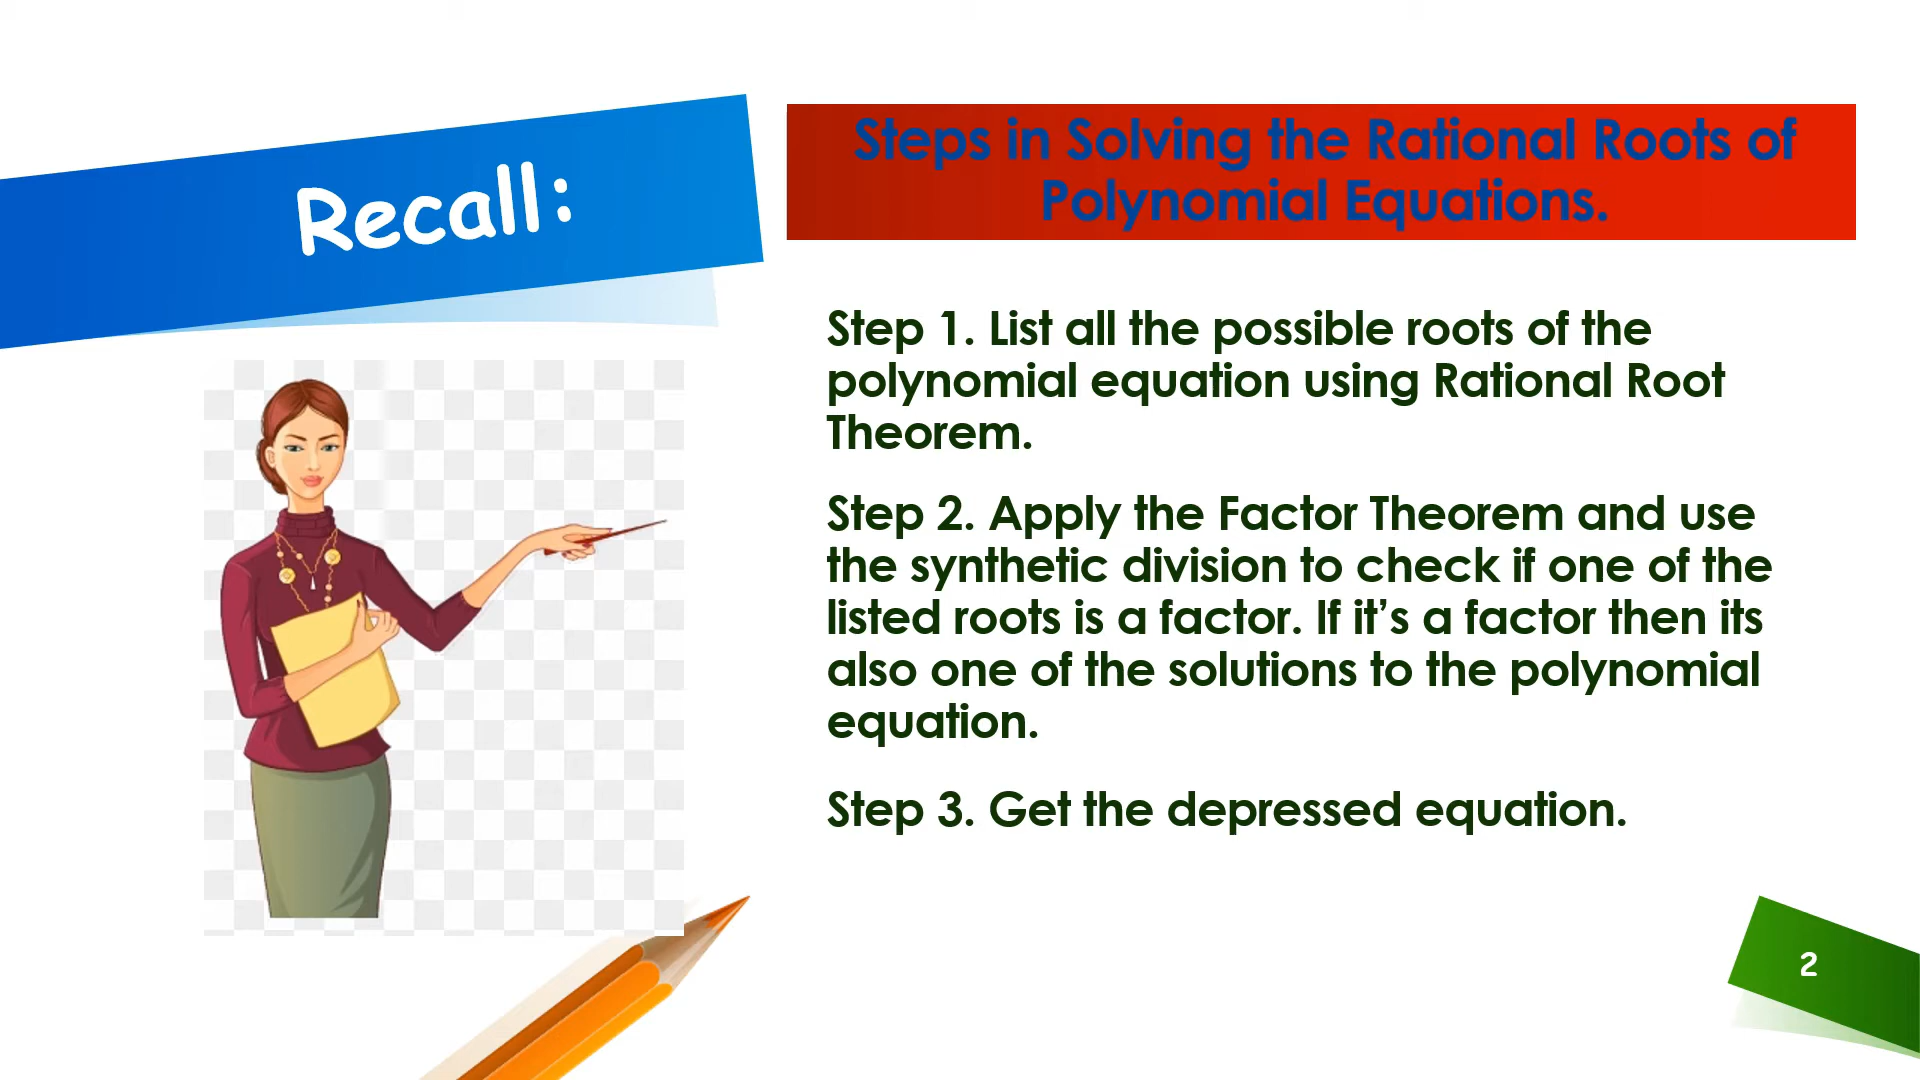 Recall:
Steps in Solving the Rational Roots of
Polynomial Equations.
Step 1. List all the possible roots of the
polynomial equation using Rational Root
Theorem.
Step 2. Apply the Factor Theorem and use
the synthetic division to check if one of the
listed roots is a factor. If it’s a factor then its
also one of the solutions to the polynomial
equation.
Step 3. Get the depressed equation.
2